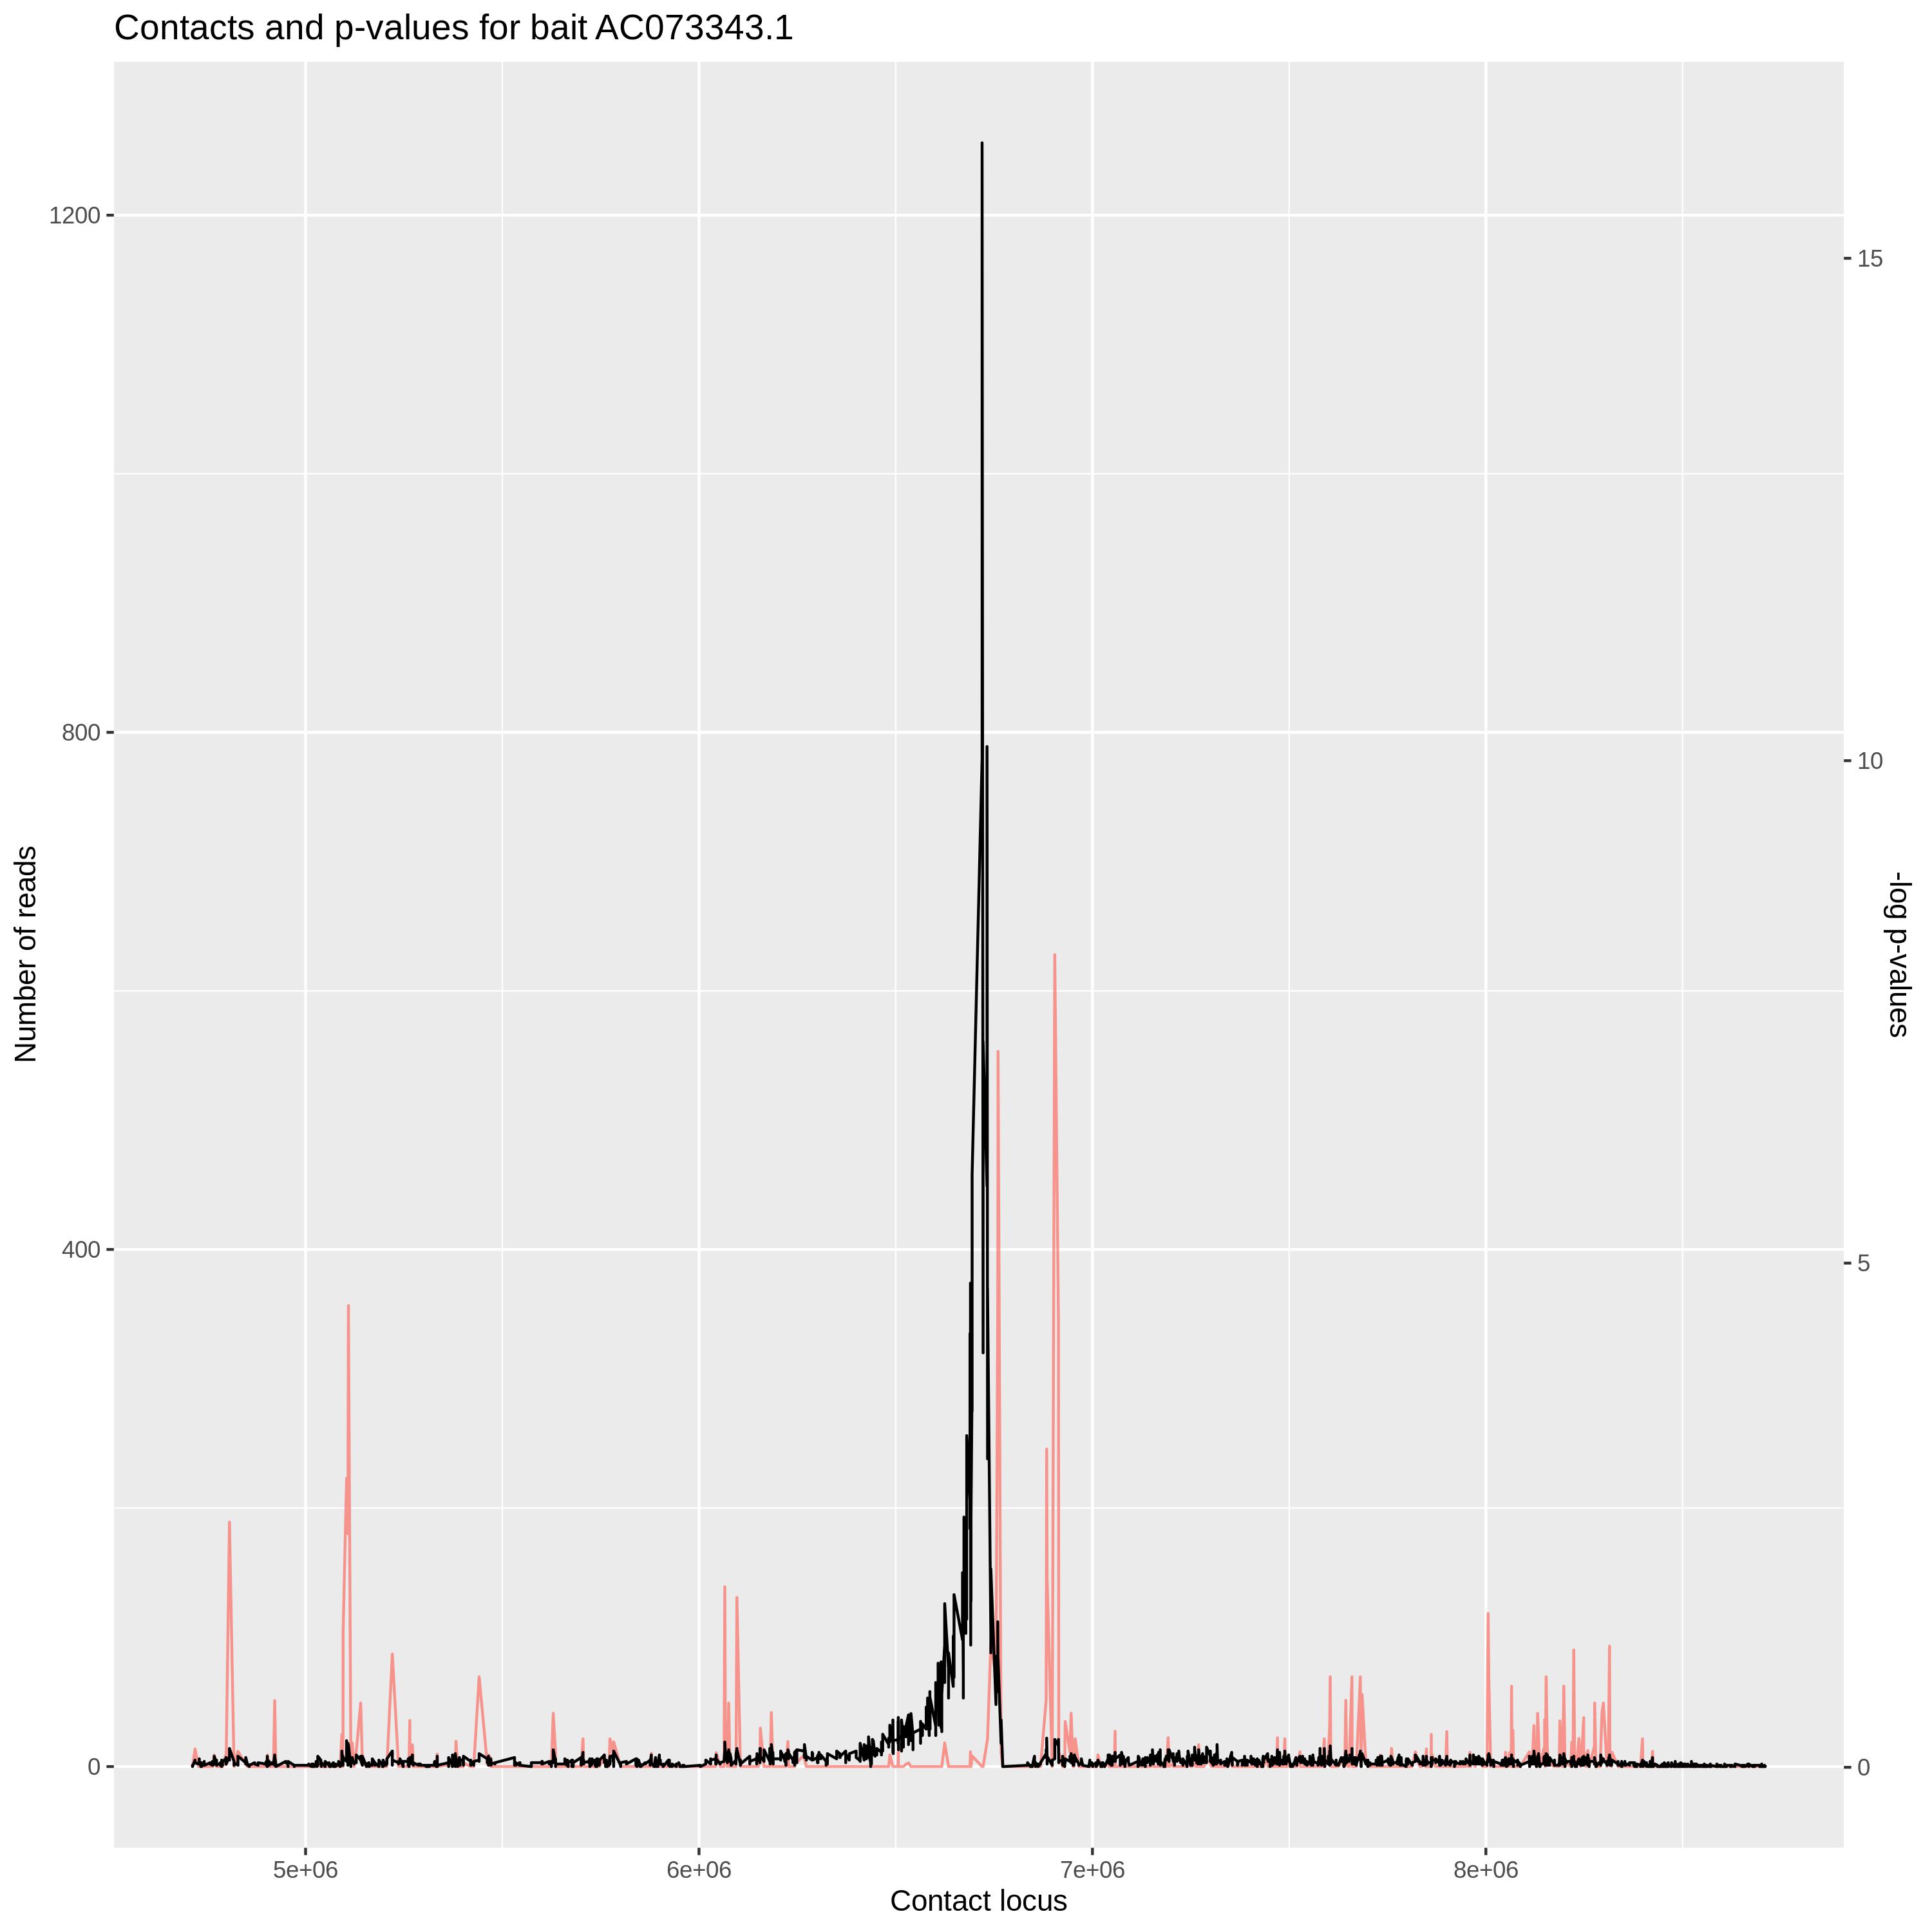 Contacts and p-values for bait AC073343.1
1200
800
400
0
15
10
5
0
Number of reads
-log p-values
5e+06 6e+06 7e+06 8e+06
Contact locus